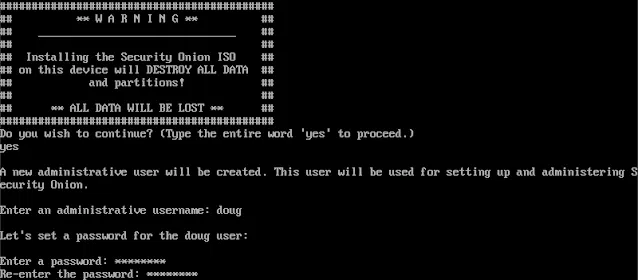 ###########################################
## ** W A R N I N G ** ##
## _______________________________ ##
## ##
## Installing the Security Onion ISO ##
## on this device will DESTROY ALL DATA ##
## and partitions! ##
## ##
## ** ALL DATA WILL BE LOST ** ##
###########################################
Do you wish to continue? (Type the entire word 'yes' to proceed.)
yes
A new administrative user will be created. This user will be used for setting up and administering S
ecurity Onion.
Enter an administrative username: doug
Let's set a password for the doug user:
Enter a password: ********
Re-enter the password: ********